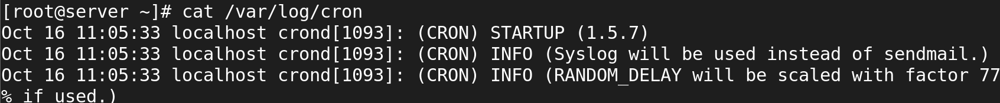 [root@server ~]# cat /var/log/cron
Oct 16 11:05:33 localhost crond[1093]: (CRON) STARTUP (1.5.7)
Oct 16 11:05:33 localhost crond[1093]: (CRON) INFO (Syslog will be used instead of sendmail.)
Oct 16 11:05:33 localhost crond[1093]: (CRON) INFO (RANDOM_DELAY will be scaled with factor 77
% if used.)